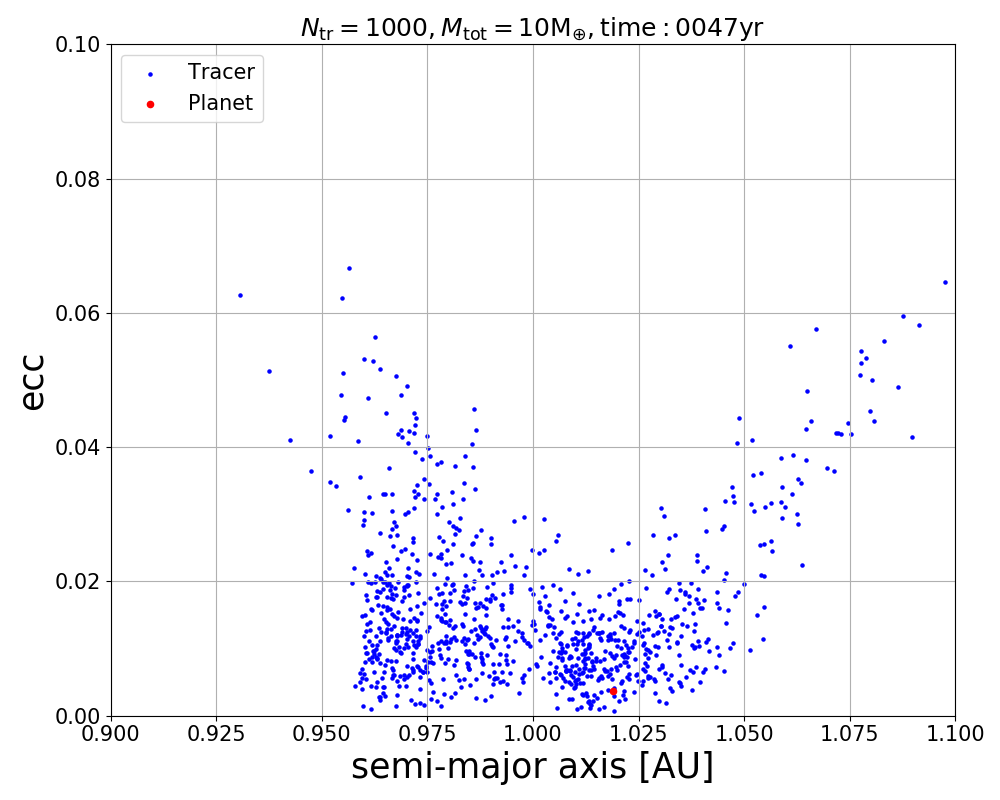 N_tr = 1000, M_tot = 10M_⊕, time : 0047yr
Tracer
Planet
ecc
0.10
0.08
0.06
0.04
0.02
0.00
0.900 0.925 0.950 0.975 1.000 1.025 1.050 1.075 1.100
semi-major axis [AU]